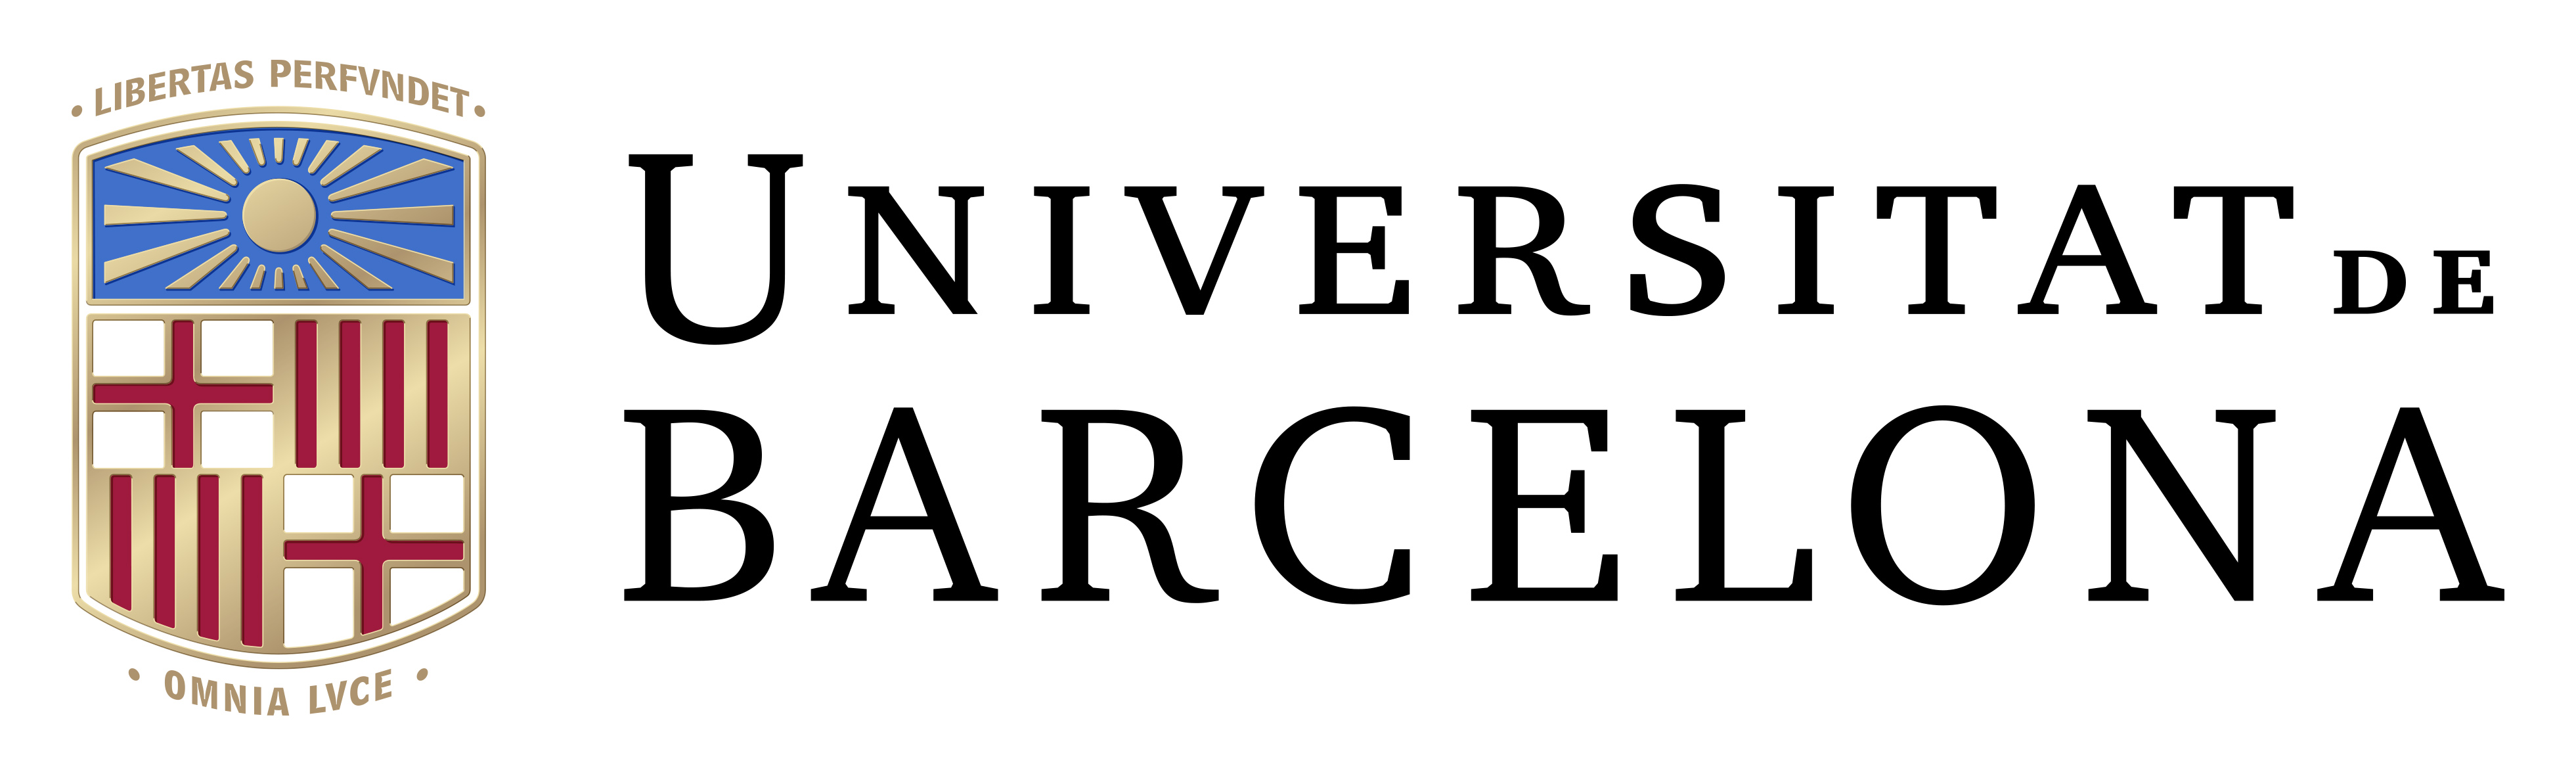 • LIBERTAS PERFVNDET •
• OMNIA LVCE •
UNIVERSITAT DE
BARCELONA